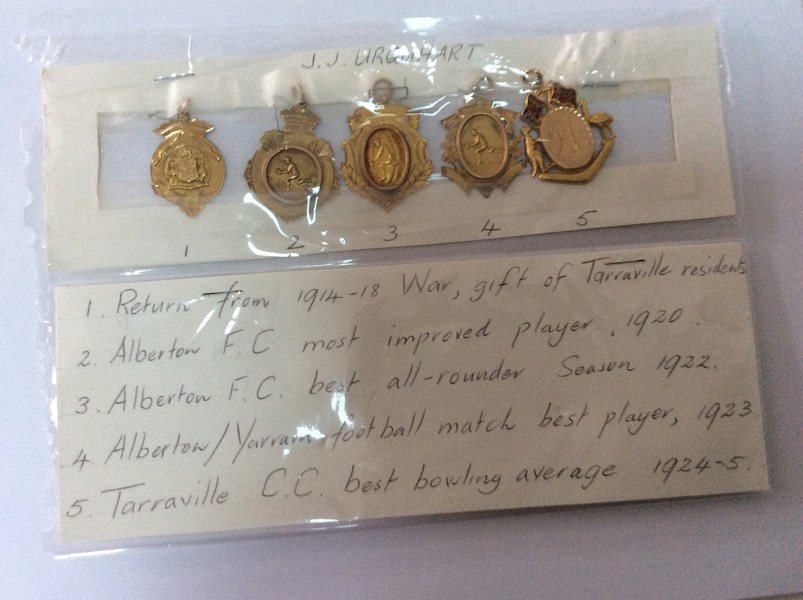 J.J. URQUHART
1 2 3 4 5
1. Return from 1914-18 War, gift of Tarraville residents
2. Alberton F.C most improved player, 1920.
3. Alberton F.C. best all-rounder Season 1922.
4 Alberton/Yarram football match best player, 1923
5. Tarraville C.C. best bowling average 1924-5.